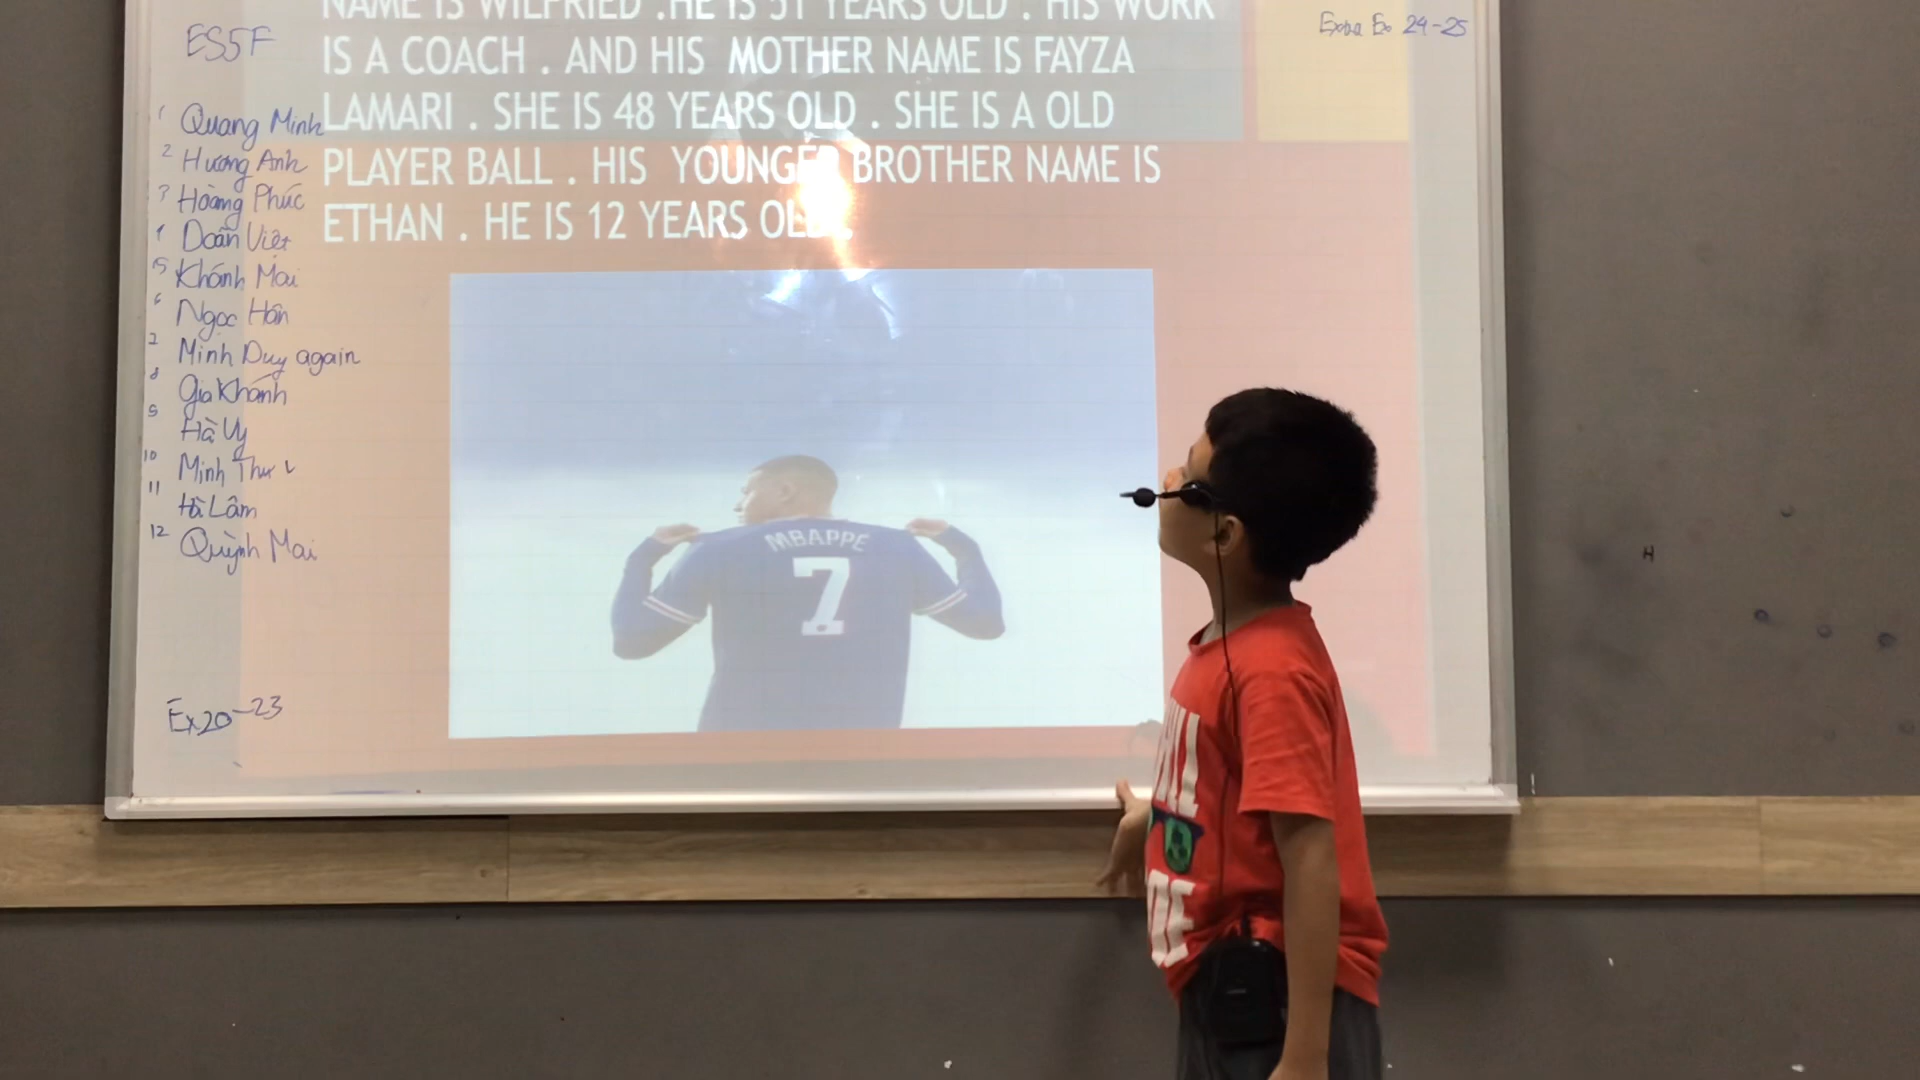 NAME IS WILFRIED . HE IS 51 YEARS OLD . HIS WORK
IS A COACH . AND HIS MOTHER NAME IS FAYZA
LAMARI . SHE IS 48 YEARS OLD . SHE IS A OLD
PLAYER BALL . HIS YOUNGER BROTHER NAME IS
ETHAN . HE IS 12 YEARS OLD .
MBAPPÉ
7
ES5F
1 Quang Minh
2 Hương Anh
3 Hoàng Phúc
4 Doãn Việt
5 Khánh Mai
6 Ngọc Hân
7 Minh Duy again
8 Gia Khánh
9 Hà Vy
10 Minh Thư
11 Hà Lâm
12 Quỳnh Mai
Ex 20-23
24-25